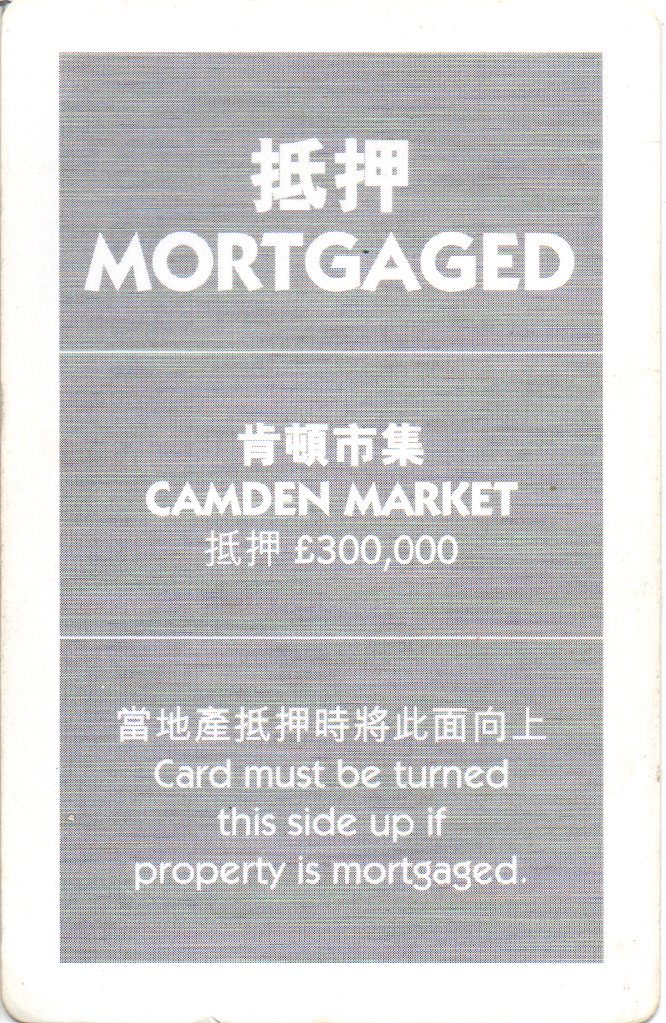 抵押
MORTGAGED
肯頓市集
CAMDEN MARKET
抵押 £300,000
當地產抵押時將此面向上
Card must be turned
this side up if
property is mortgaged.